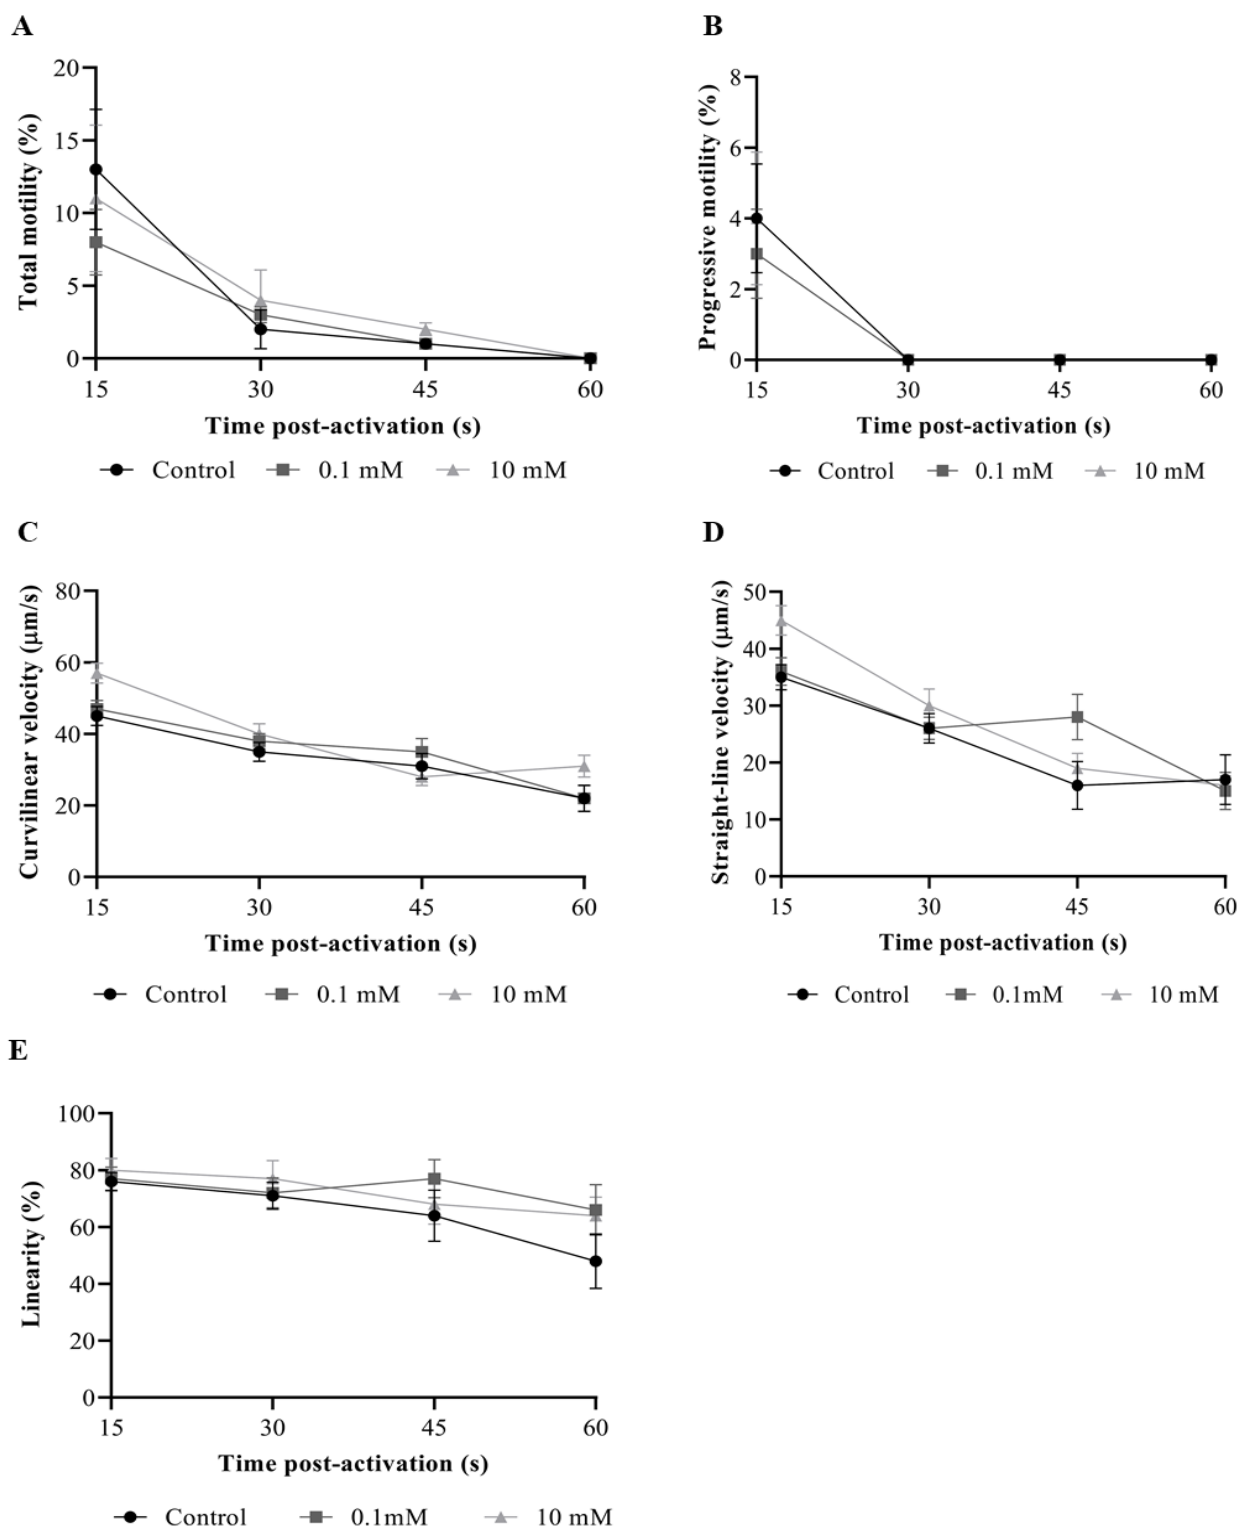 A
Total motility (%)
20
15
10
5
0
15 30 45 60
Time post-activation (s)
Control 0.1 mM 10 mM
B
Progressive motility (%)
8
6
4
2
0
15 30 45 60
Time post-activation (s)
Control 0.1 mM 10 mM
C
Curvilinear velocity (μm/s)
80
60
40
20
0
15 30 45 60
Time post-activation (s)
Control 0.1 mM 10 mM
D
Straight-line velocity (μm/s)
50
40
30
20
10
0
15 30 45 60
Time post-activation (s)
Control 0.1mM 10 mM
E
Linearity (%)
100
80
60
40
20
0
15 30 45 60
Time post-activation (s)
Control 0.1mM 10 mM